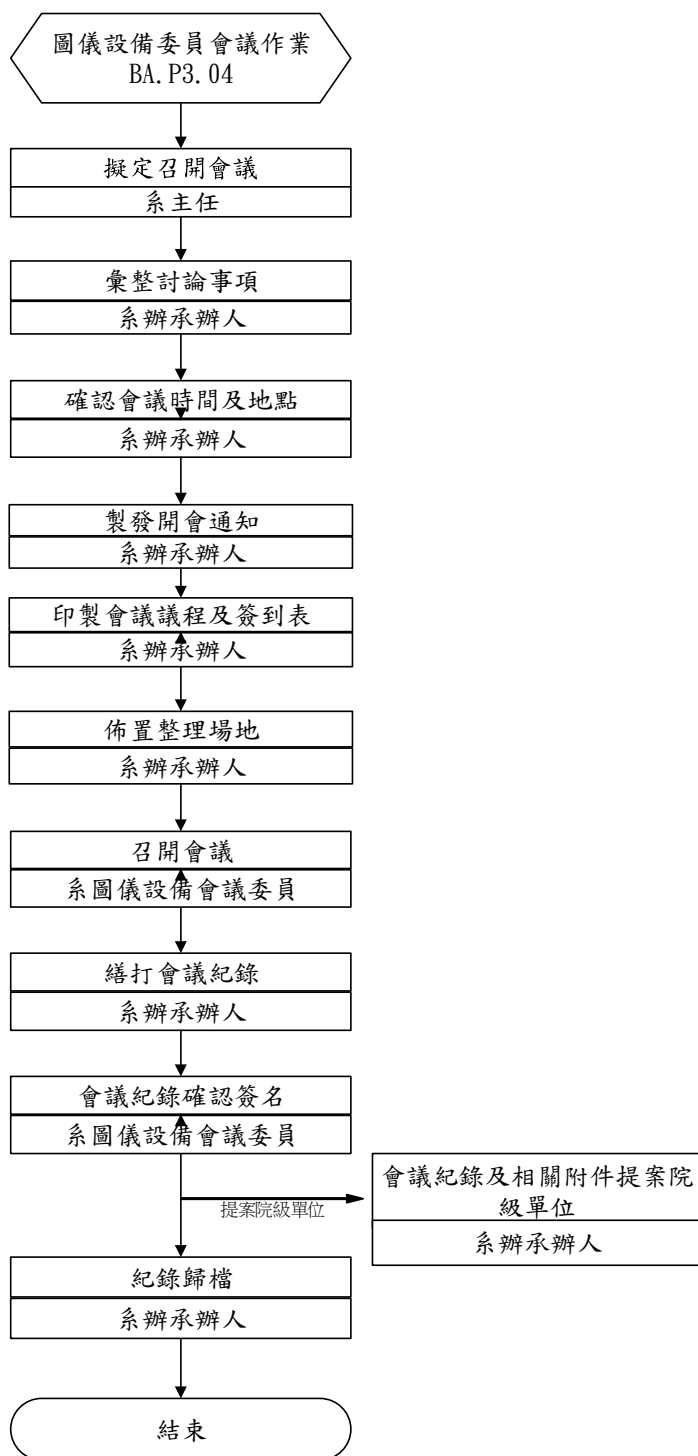 圖儀設備委員會議作業
BA.P3.04
擬定召開會議
系主任
彙整討論事項
系辦承辦人
確認會議時間及地點
系辦承辦人
製發開會通知
系辦承辦人
印製會議議程及簽到表
系辦承辦人
佈置整理場地
系辦承辦人
召開會議
系圖儀設備會議委員
繕打會議紀錄
系辦承辦人
會議紀錄確認簽名
系圖儀設備會議委員
提案院級單位
會議紀錄及相關附件提案院
級單位
系辦承辦人
紀錄歸檔
系辦承辦人
結束